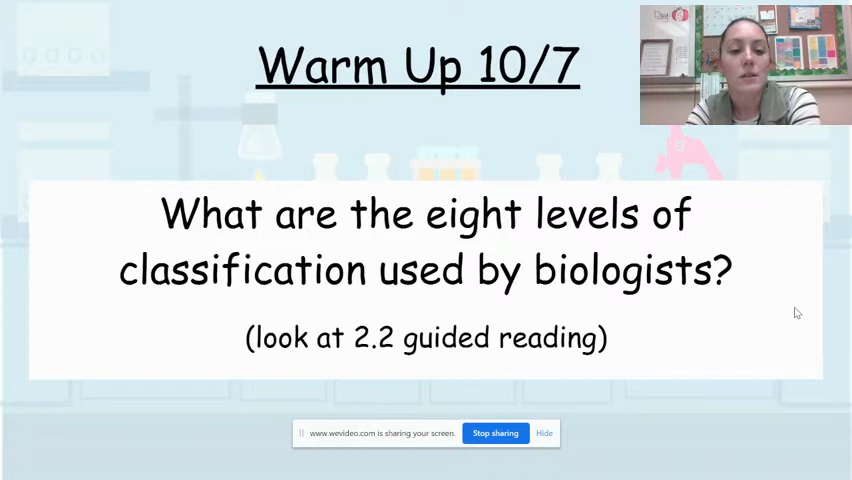 Warm Up 10/7
What are the eight levels of
classification used by biologists?
(look at 2.2 guided reading)
www.wevideo.com is sharing your screen. Stop sharing Hide